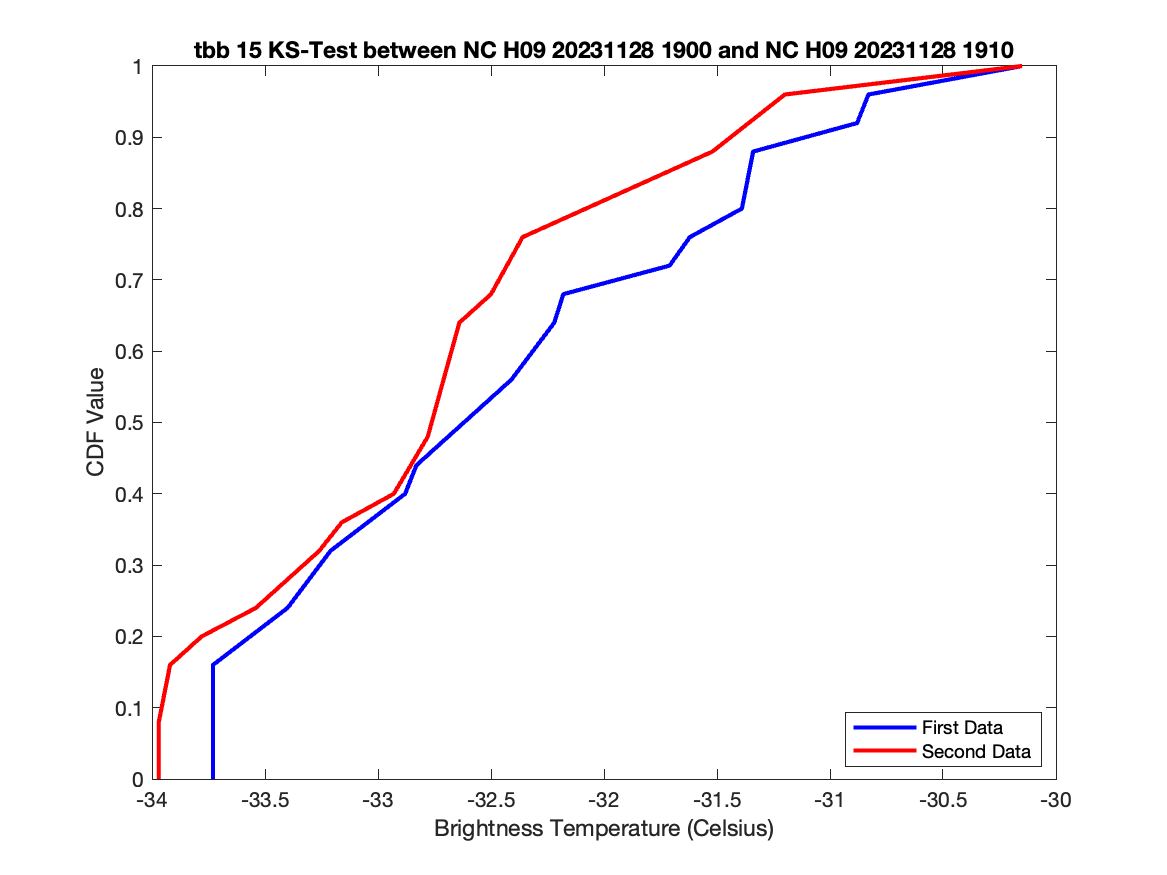 tbb 15 KS-Test between NC H09 20231128 1900 and NC H09 20231128 1910
1
0.9
0.8
0.7
0.6
0.5
0.4
0.3
0.2
0.1
0
CDF Value
First Data
Second Data
-34 -33.5 -33 -32.5 -32 -31.5 -31 -30.5 -30
Brightness Temperature (Celsius)